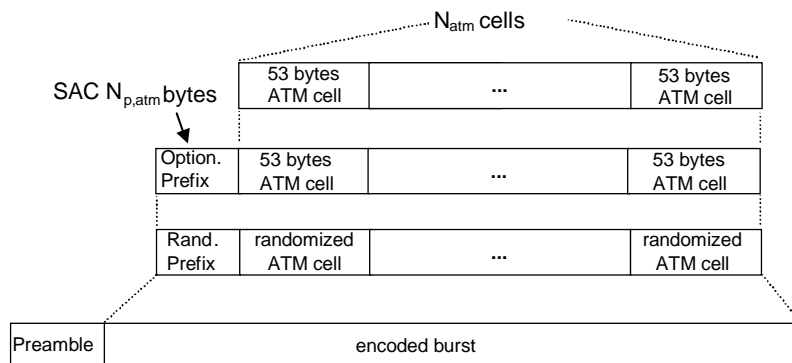 N_atm cells
53 bytes ATM cell ... 53 bytes ATM cell
SAC N_p,atm bytes
Option. Prefix 53 bytes ATM cell ... 53 bytes ATM cell
Rand. Prefix randomized ATM cell ... randomized ATM cell
Preamble encoded burst